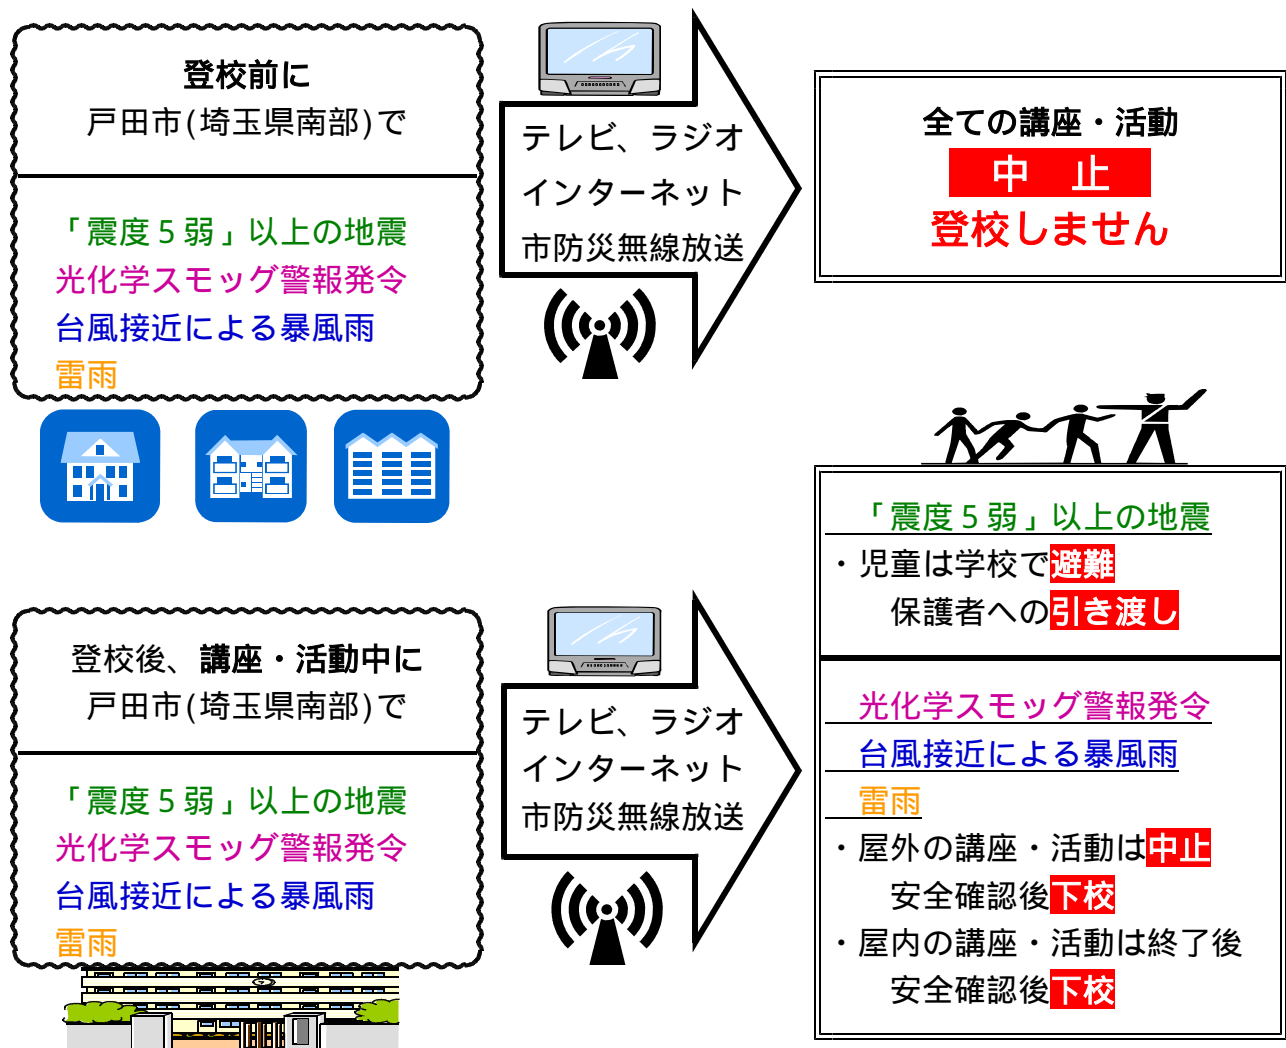 登校前に
戸田市(埼玉県南部)で
「震度５弱」以上の地震
光化学スモッグ警報発令
台風接近による暴風雨
雷雨
テレビ、ラジオ
インターネット
市防災無線放送
全ての講座・活動
中　止
登校しません
登校後、講座・活動中に
戸田市(埼玉県南部)で
「震度５弱」以上の地震
光化学スモッグ警報発令
台風接近による暴風雨
雷雨
テレビ、ラジオ
インターネット
市防災無線放送
「震度５弱」以上の地震
・児童は学校で避難
保護者への引き渡し
光化学スモッグ警報発令
台風接近による暴風雨
雷雨
・屋外の講座・活動は中止
安全確認後下校
・屋内の講座・活動は終了後
安全確認後下校